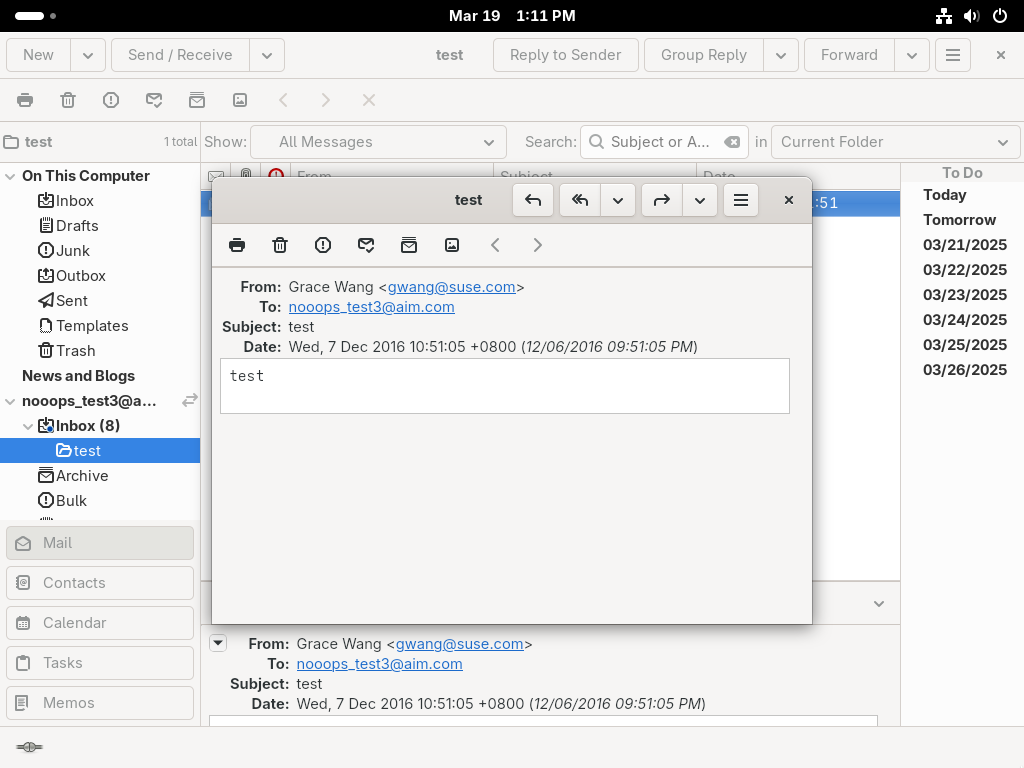 Mar 19 1:11 PM
New Send / Receive test Reply to Sender Group Reply Forward
test 1 total Show: All Messages Search: Subject or A... in Current Folder
On This Computer
Inbox
Drafts
Junk
Outbox
Sent
Templates
Trash
News and Blogs
nooops_test3@a...
Inbox (8)
test
Archive
Bulk
Mail
Contacts
Calendar
Tasks
Memos
From Subject Date
:51
test
From: Grace Wang <gwang@suse.com>
To: nooops_test3@aim.com
Subject: test
Date: Wed, 7 Dec 2016 10:51:05 +0800 (12/06/2016 09:51:05 PM)
test
From: Grace Wang <gwang@suse.com>
To: nooops_test3@aim.com
Subject: test
Date: Wed, 7 Dec 2016 10:51:05 +0800 (12/06/2016 09:51:05 PM)
To Do
Today
Tomorrow
03/21/2025
03/22/2025
03/23/2025
03/24/2025
03/25/2025
03/26/2025